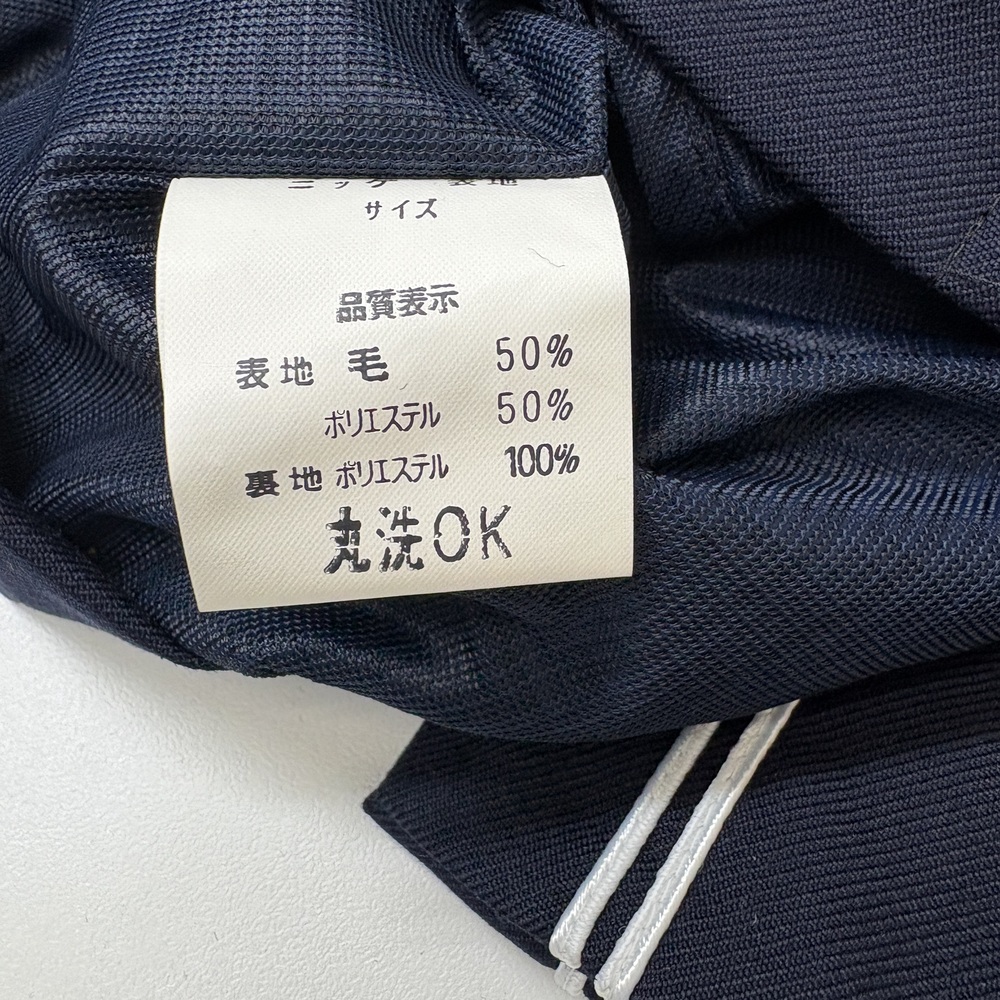 サイズ
品質表示
表地 毛 50%
ポリエステル 50%
裏地 ポリエステル 100%
丸洗OK